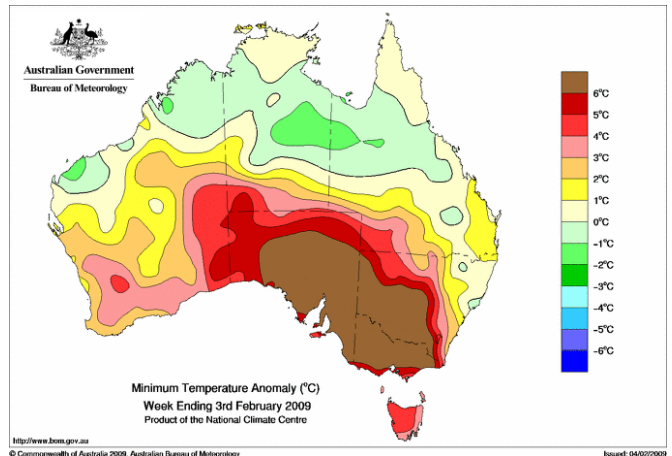 Australian Government
Bureau of Meteorology
6°C
5°C
4°C
3°C
2°C
1°C
0°C
-1°C
-2°C
-3°C
-4°C
-5°C
-6°C
Minimum Temperature Anomaly (°C)
Week Ending 3rd February 2009
Product of the National Climate Centre
http://www.bom.gov.au
© Commonwealth of Australia 2009, Australian Bureau of Meteorology
Issued: 04/02/2009